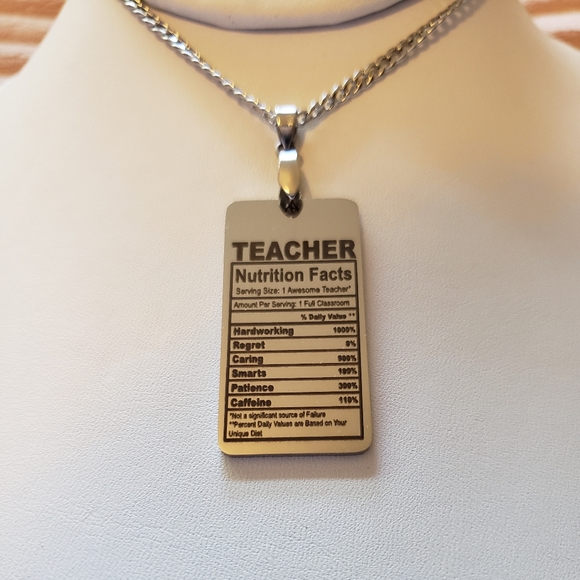 TEACHER
Nutrition Facts
Serving Size: 1 Awesome Teacher*
Amount Per Serving: 1 Full Classroom
% Daily Value **
Hardworking 1000%
Regret 0%
Caring 500%
Smarts 100%
Patience 300%
Caffeine 110%
*Not a significant source of Failure
**Percent Daily Values are Based on Your
Unique Diet